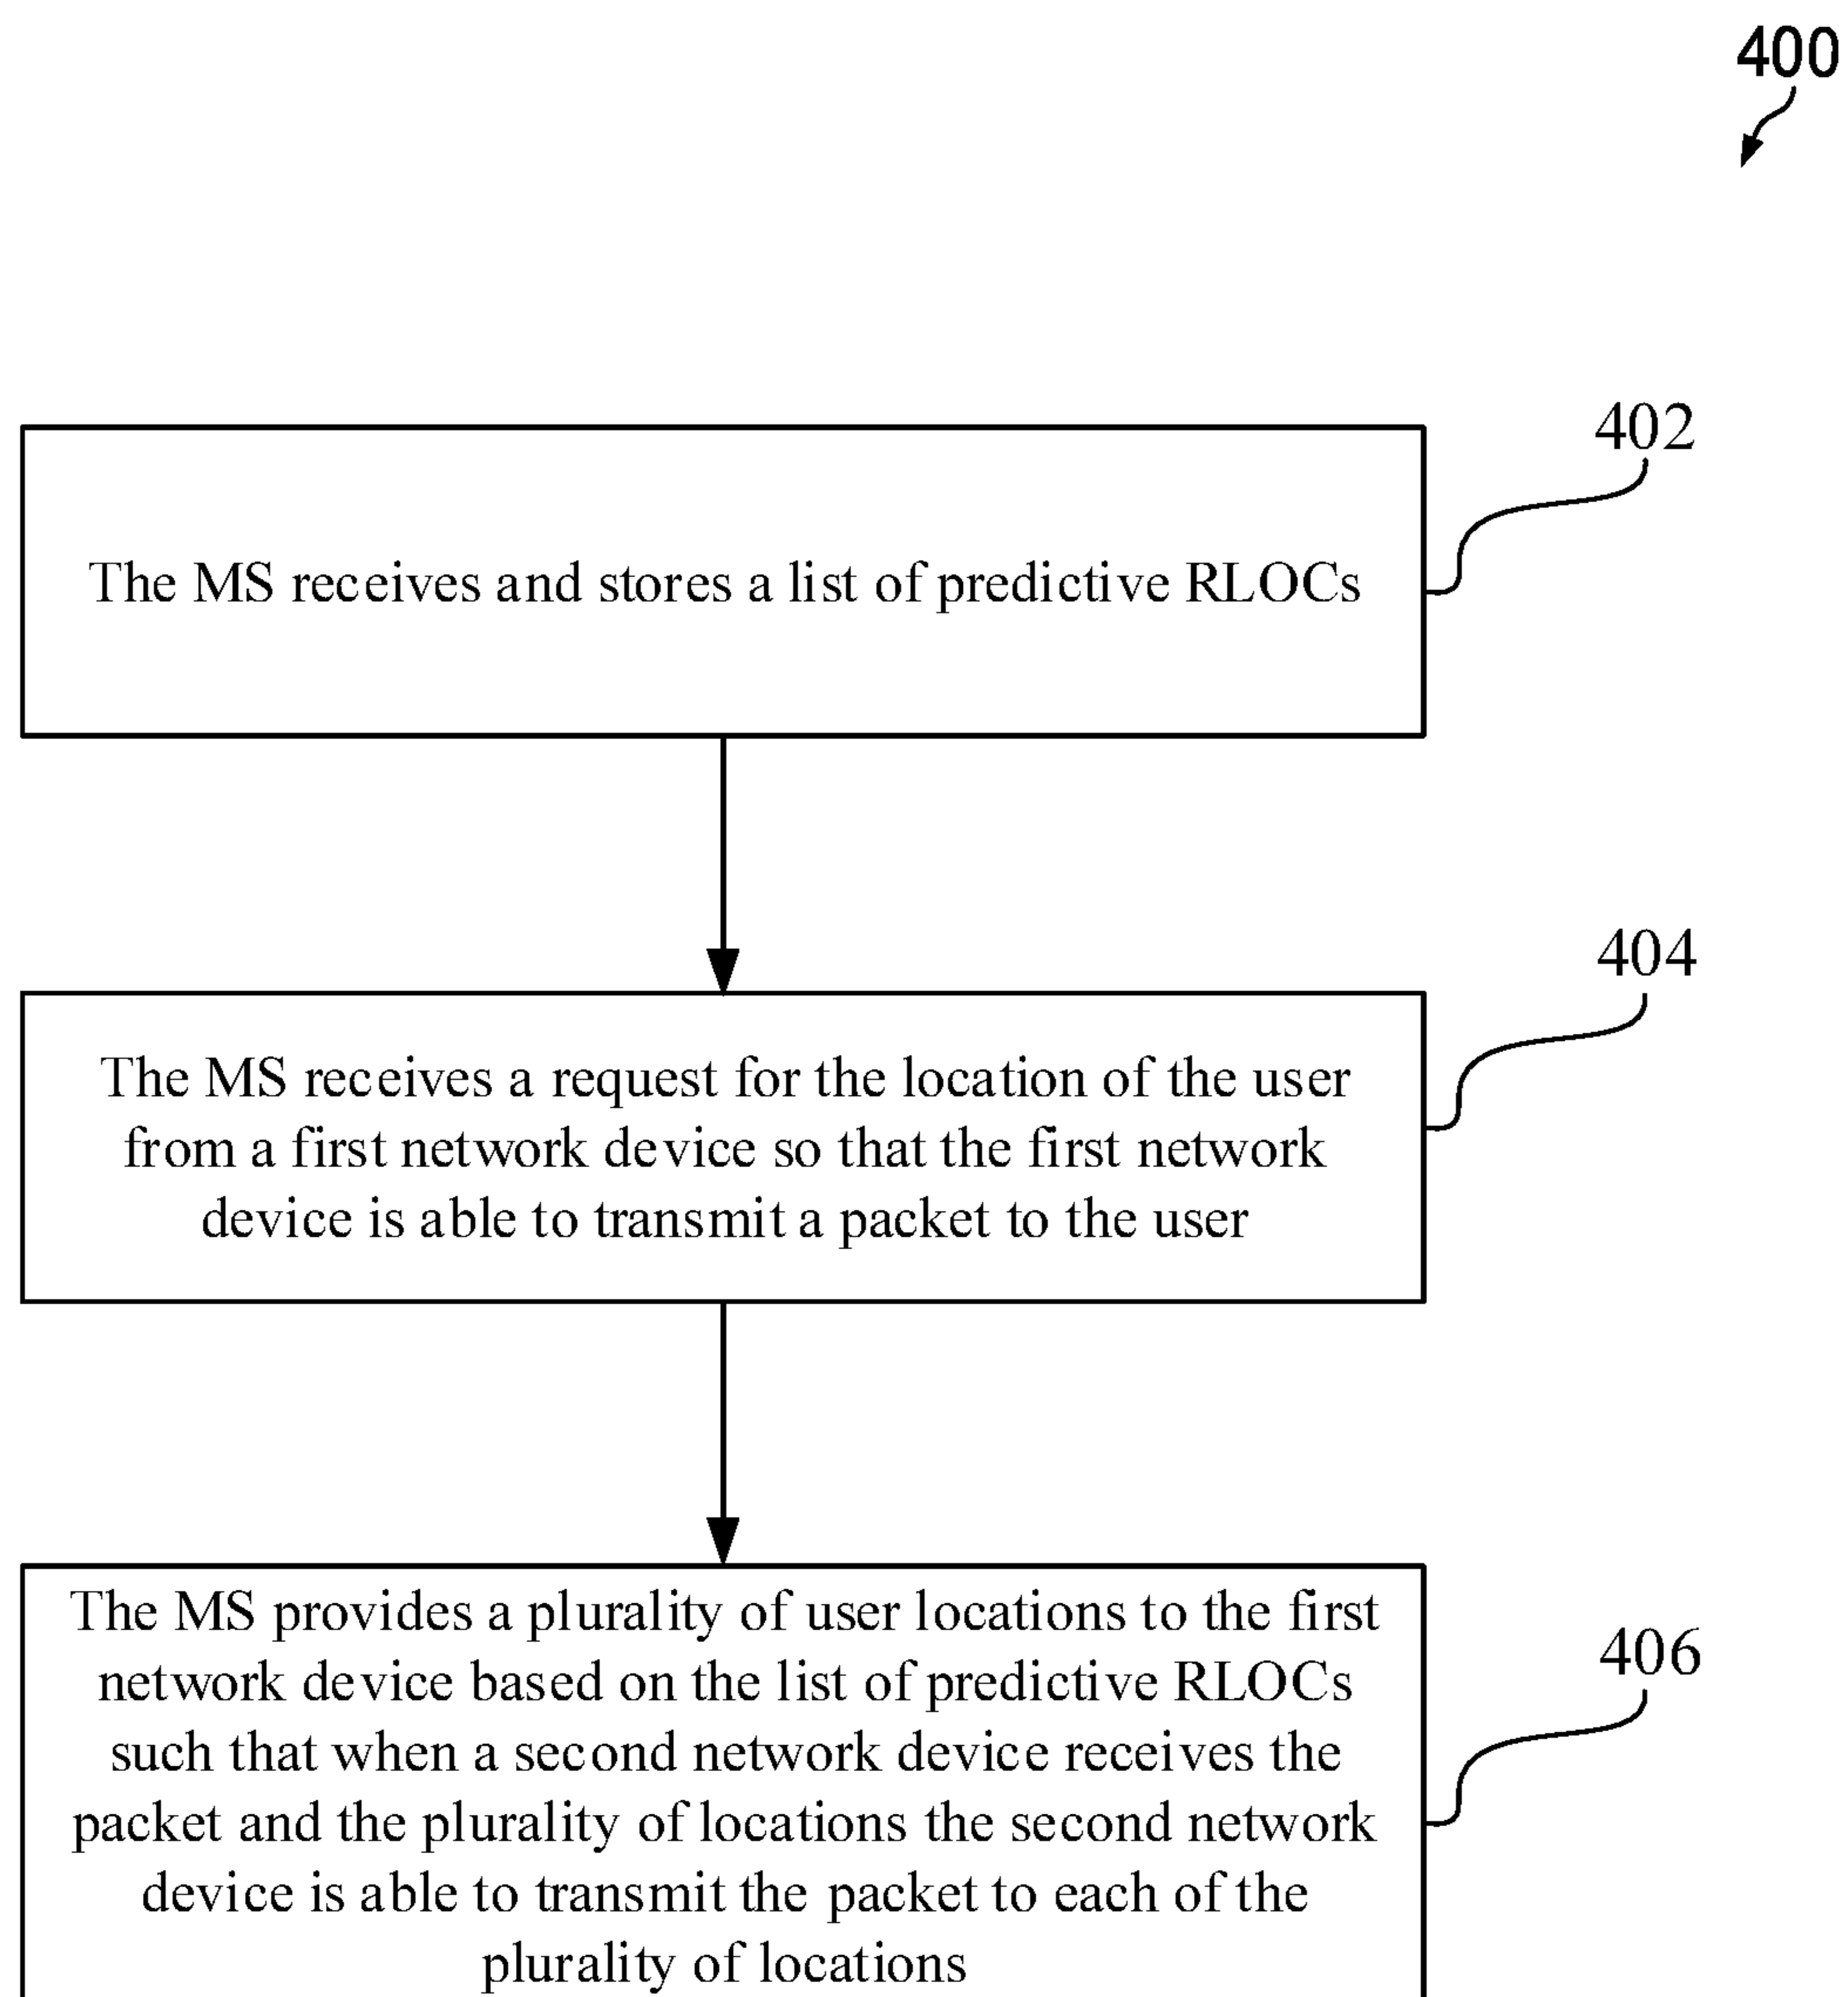 400
402
The MS receives and stores a list of predictive RLOCs
404
The MS receives a request for the location of the user
from a first network device so that the first network
device is able to transmit a packet to the user
The MS provides a plurality of user locations to the first
network device based on the list of predictive RLOCs
406
such that when a second network device receives the
packet and the plurality of locations the second network
device is able to transmit the packet to each of the
plurality of locations